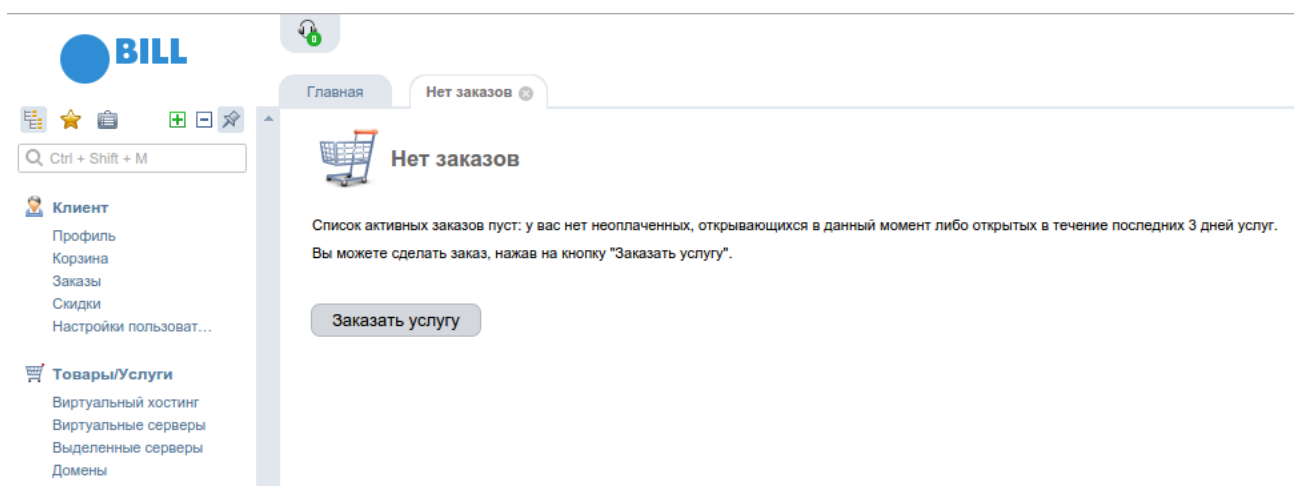 BILL
0
Главная
Нет заказов
Ctrl + Shift + M
Нет заказов
Клиент
Профиль
Корзина
Заказы
Скидки
Настройки пользоват...
Список активных заказов пуст: у вас нет неоплаченных, открывающихся в данный момент либо открытых в течение последних 3 дней услуг.
Вы можете сделать заказ, нажав на кнопку "Заказать услугу".
Заказать услугу
Товары/Услуги
Виртуальный хостинг
Виртуальные серверы
Выделенные серверы
Домены